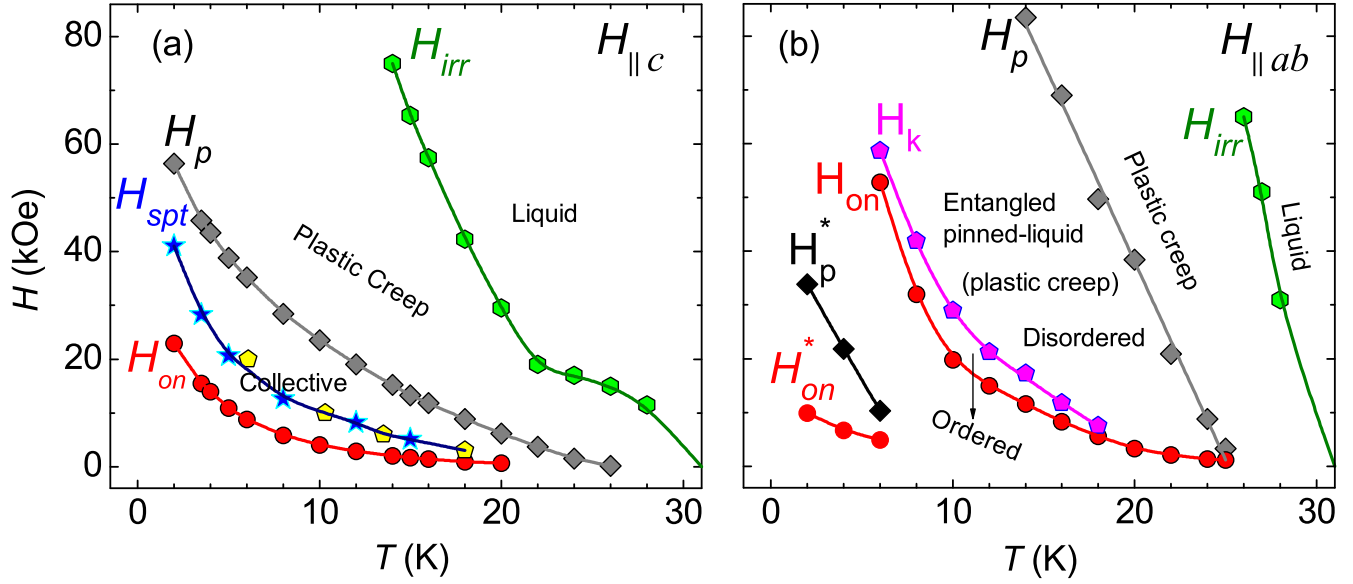 (a)
H∥c
Hirr
Hp
Hspt
Hon
Plastic Creep
Collective
Liquid
H (kOe)
80
60
40
20
0
0 10 20 30
T (K)
(b)
H∥ab
Hp
Hk
Hon
Hirr
H*p
H*on
Entangled
pinned-liquid
(plastic creep)
Disordered
Ordered
Plastic creep
Liquid
0 10 20 30
T (K)